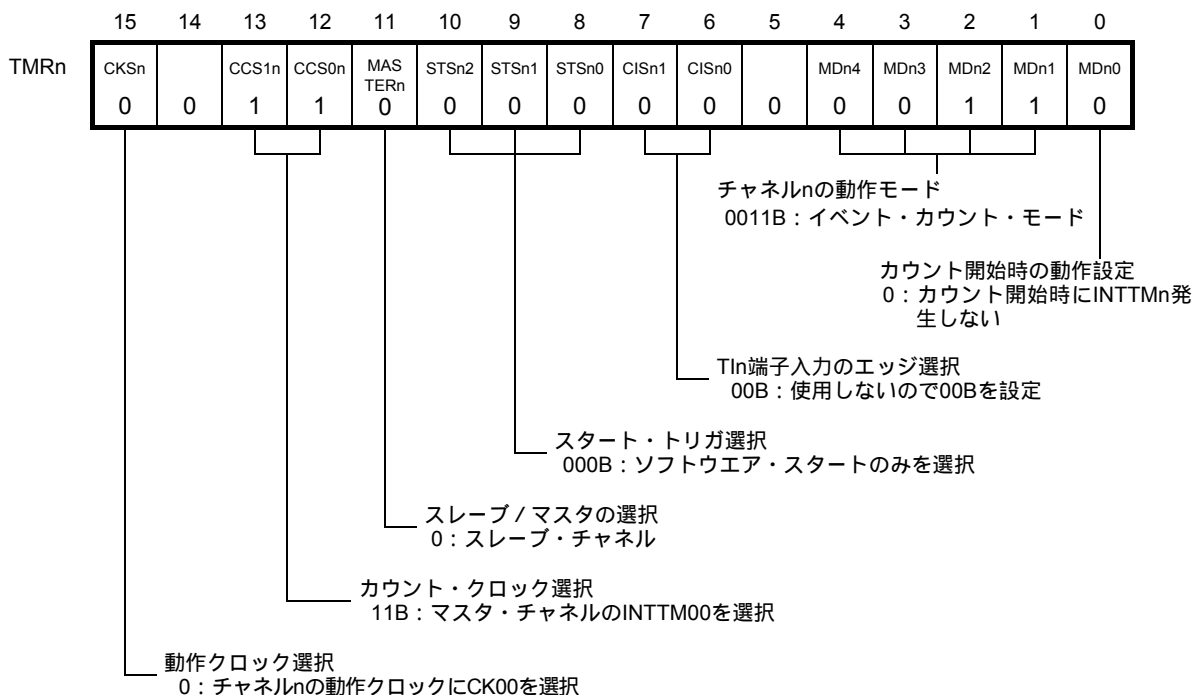 15 14 13 12 11 10 9 8 7 6 5 4 3 2 1 0
TMRn CKSn CCS1n CCS0n MAS TERn STSn2 STSn1 STSn0 CISn1 CISn0 MDn4 MDn3 MDn2 MDn1 MDn0
0 0 1 1 0 0 0 0 0 0 0 0 0 1 1 0
チャネルnの動作モード
0011B：イベント・カウント・モード
カウント開始時の動作設定
0：カウント開始時にINTTMn発
生しない
TIn端子入力のエッジ選択
00B：使用しないので00Bを設定
スタート・トリガ選択
000B：ソフトウエア・スタートのみを選択
スレーブ／マスタの選択
0：スレーブ・チャネル
カウント・クロック選択
11B：マスタ・チャネルのINTTM00を選択
動作クロック選択
0：チャネルnの動作クロックにCK00を選択